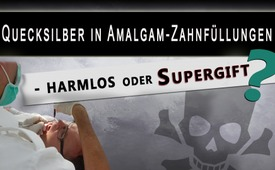 Quecksilber in Amalgam-Zahnfüllungen
- harmlos oder Supergift?